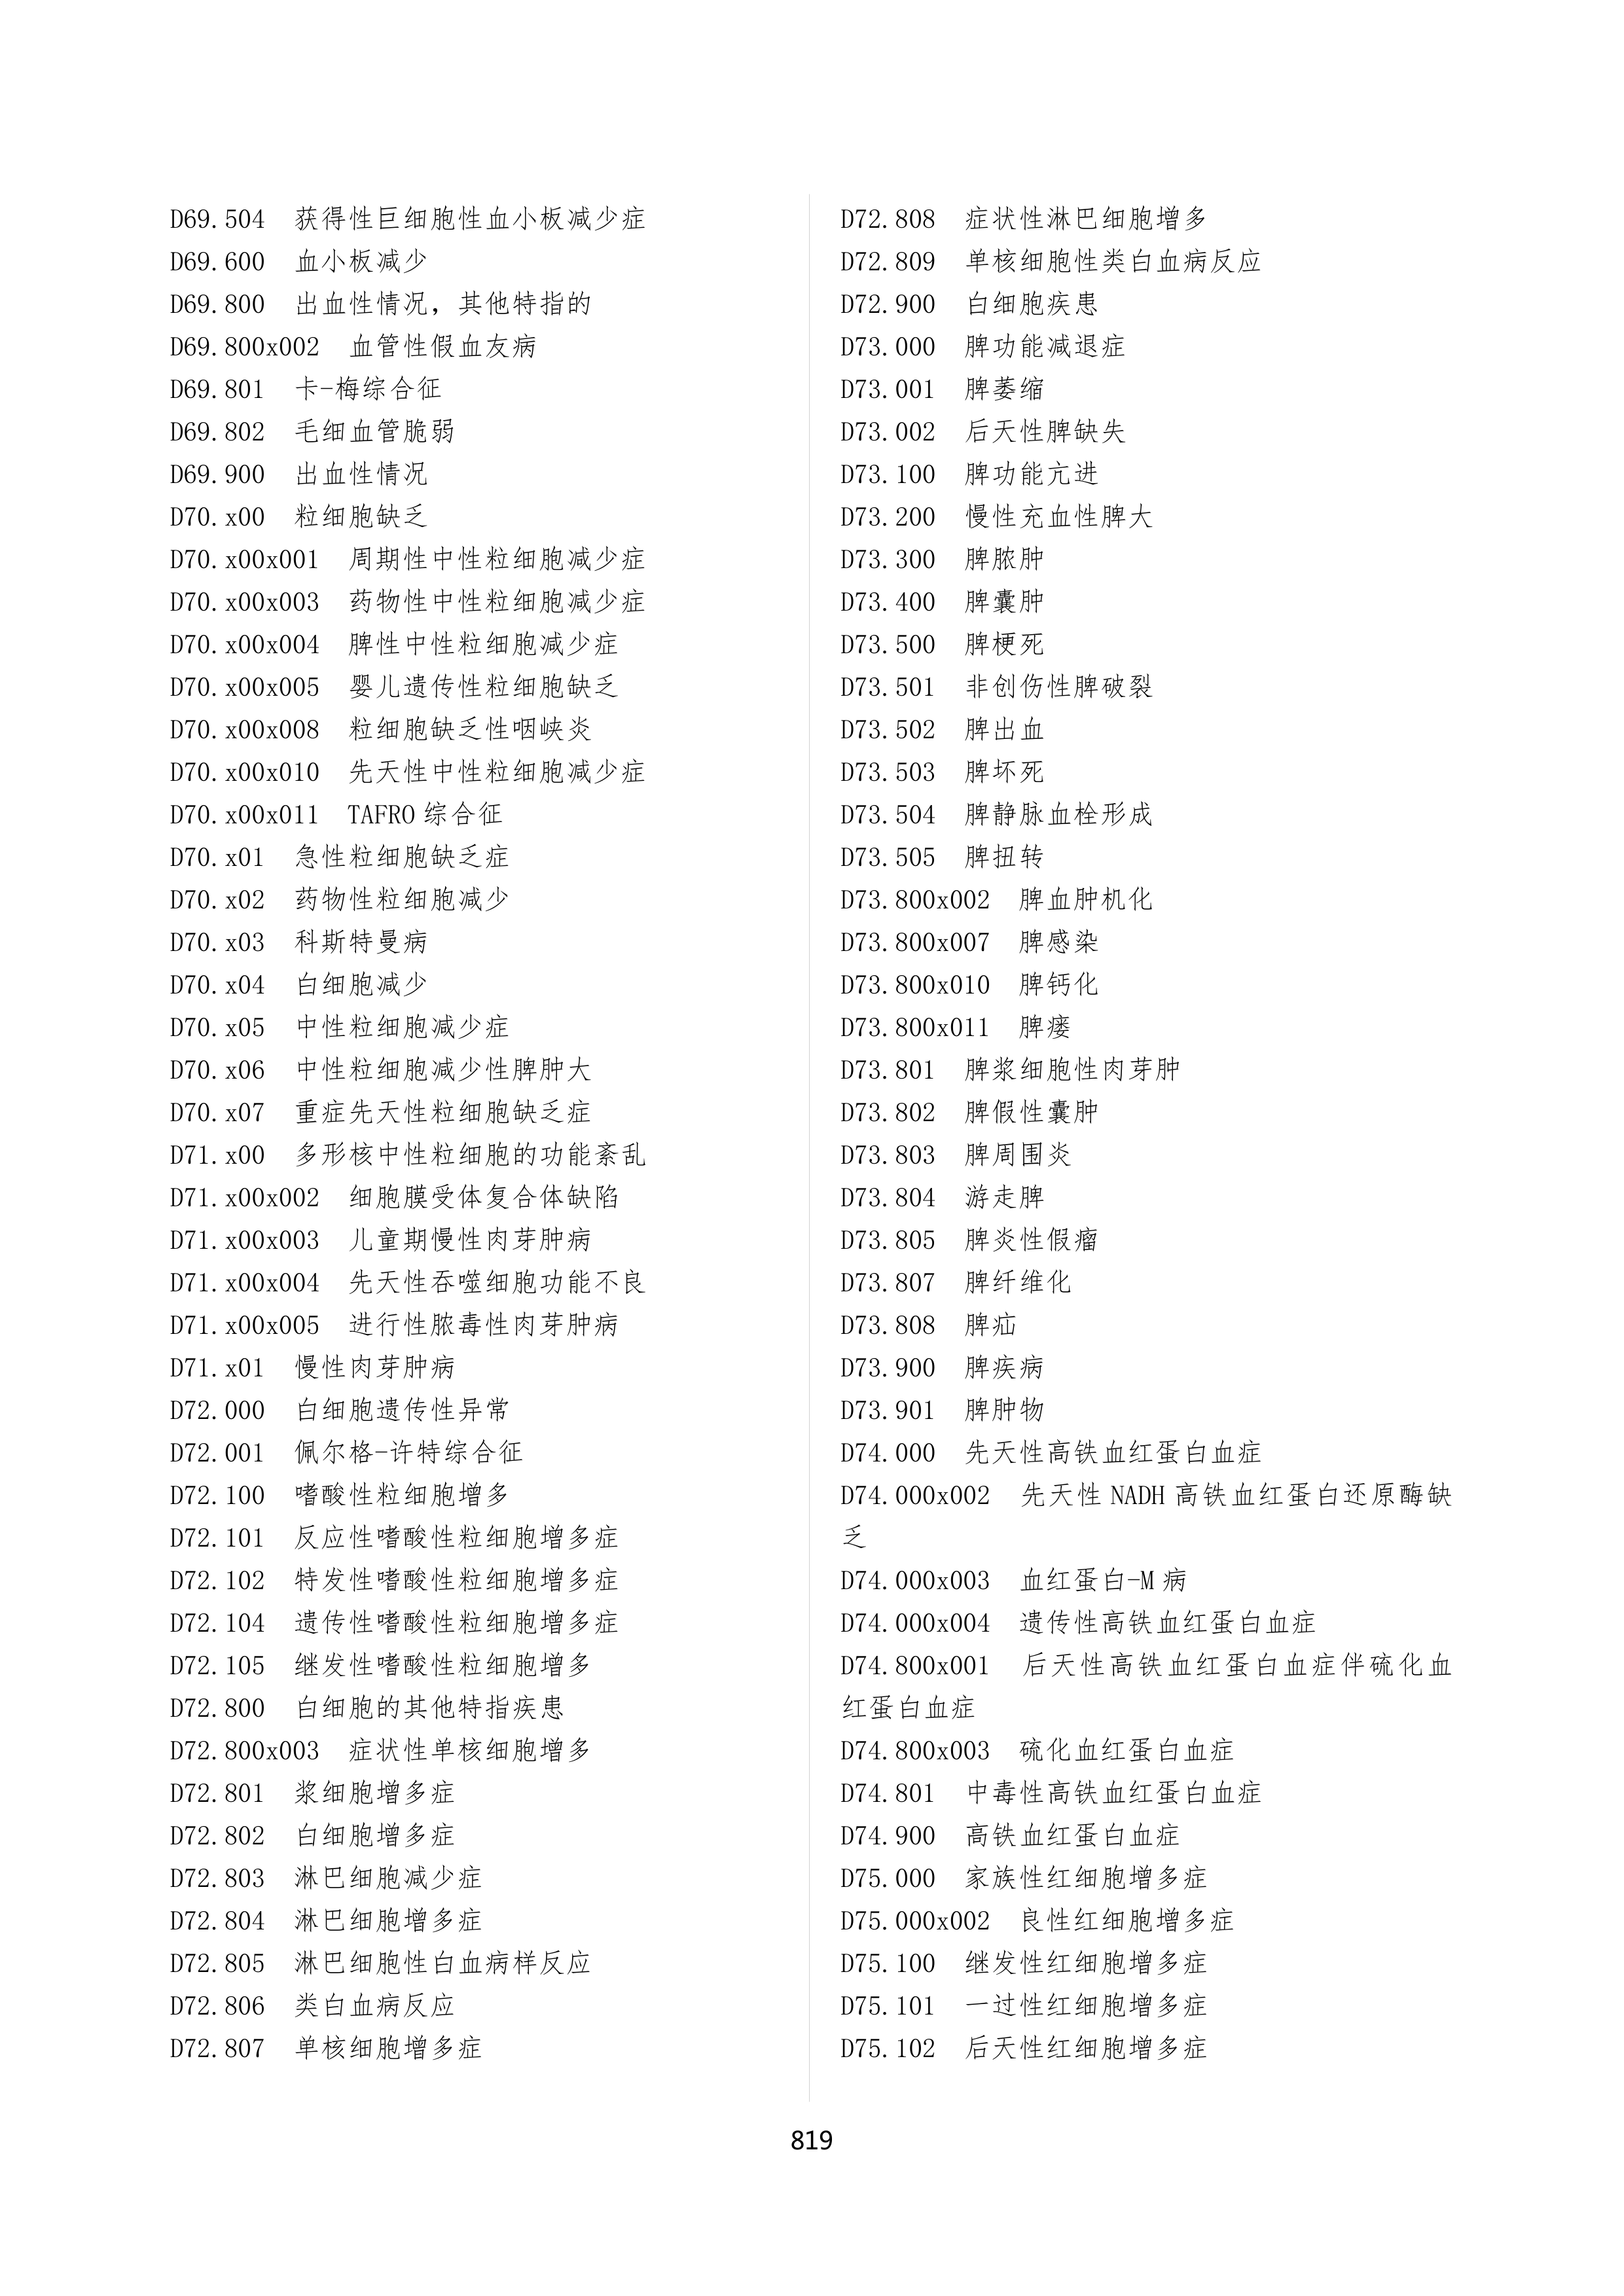 D69.504 获得性巨细胞性血小板减少症
D69.600 血小板减少
D69.800 出血性情况，其他特指的
D69.800x002 血管性假血友病
D69.801 卡-梅综合征
D69.802 毛细血管脆弱
D69.900 出血性情况
D70.x00 粒细胞缺乏
D70.x00x001 周期性中性粒细胞减少症
D70.x00x003 药物性中性粒细胞减少症
D70.x00x004 脾性中性粒细胞减少症
D70.x00x005 婴儿遗传性粒细胞缺乏
D70.x00x008 粒细胞缺乏性咽峡炎
D70.x00x010 先天性中性粒细胞减少症
D70.x00x011 TAFRO 综合征
D70.x01 急性粒细胞缺乏症
D70.x02 药物性粒细胞减少
D70.x03 科斯特曼病
D70.x04 白细胞减少
D70.x05 中性粒细胞减少症
D70.x06 中性粒细胞减少性脾肿大
D70.x07 重症先天性粒细胞缺乏症
D71.x00 多形核中性粒细胞的功能紊乱
D71.x00x002 细胞膜受体复合体缺陷
D71.x00x003 儿童期慢性肉芽肿病
D71.x00x004 先天性吞噬细胞功能不良
D71.x00x005 进行性脓毒性肉芽肿病
D71.x01 慢性肉芽肿病
D72.000 白细胞遗传性异常
D72.001 佩尔格-许特综合征
D72.100 嗜酸性粒细胞增多
D72.101 反应性嗜酸性粒细胞增多症
D72.102 特发性嗜酸性粒细胞增多症
D72.104 遗传性嗜酸性粒细胞增多症
D72.105 继发性嗜酸性粒细胞增多
D72.800 白细胞的其他特指疾患
D72.800x003 症状性单核细胞增多
D72.801 浆细胞增多症
D72.802 白细胞增多症
D72.803 淋巴细胞减少症
D72.804 淋巴细胞增多症
D72.805 淋巴细胞性白血病样反应
D72.806 类白血病反应
D72.807 单核细胞增多症
D72.808 症状性淋巴细胞增多
D72.809 单核细胞性类白血病反应
D72.900 白细胞疾患
D73.000 脾功能减退症
D73.001 脾萎缩
D73.002 后天性脾缺失
D73.100 脾功能亢进
D73.200 慢性充血性脾大
D73.300 脾脓肿
D73.400 脾囊肿
D73.500 脾梗死
D73.501 非创伤性脾破裂
D73.502 脾出血
D73.503 脾坏死
D73.504 脾静脉血栓形成
D73.505 脾扭转
D73.800x002 脾血肿机化
D73.800x007 脾感染
D73.800x010 脾钙化
D73.800x011 脾瘘
D73.801 脾浆细胞性肉芽肿
D73.802 脾假性囊肿
D73.803 脾周围炎
D73.804 游走脾
D73.805 脾炎性假瘤
D73.807 脾纤维化
D73.808 脾疝
D73.900 脾疾病
D73.901 脾肿物
D74.000 先天性高铁血红蛋白血症
D74.000x002 先天性 NADH 高铁血红蛋白还原酶缺
乏
D74.000x003 血红蛋白-M 病
D74.000x004 遗传性高铁血红蛋白血症
D74.800x001 后天性高铁血红蛋白血症伴硫化血
红蛋白血症
D74.800x003 硫化血红蛋白血症
D74.801 中毒性高铁血红蛋白血症
D74.900 高铁血红蛋白血症
D75.000 家族性红细胞增多症
D75.000x002 良性红细胞增多症
D75.100 继发性红细胞增多症
D75.101 一过性红细胞增多症
D75.102 后天性红细胞增多症
819